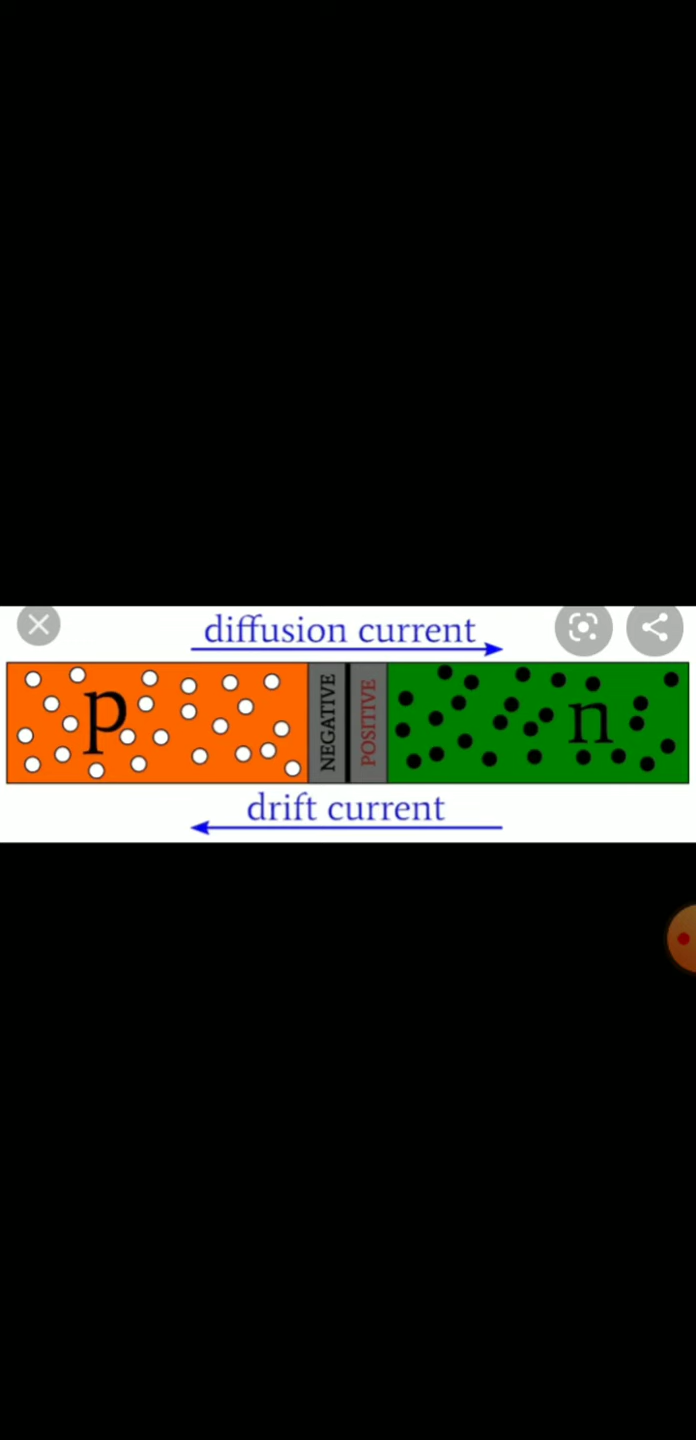 diffusion current
p
NEGATIVE
POSITIVE
n
drift current